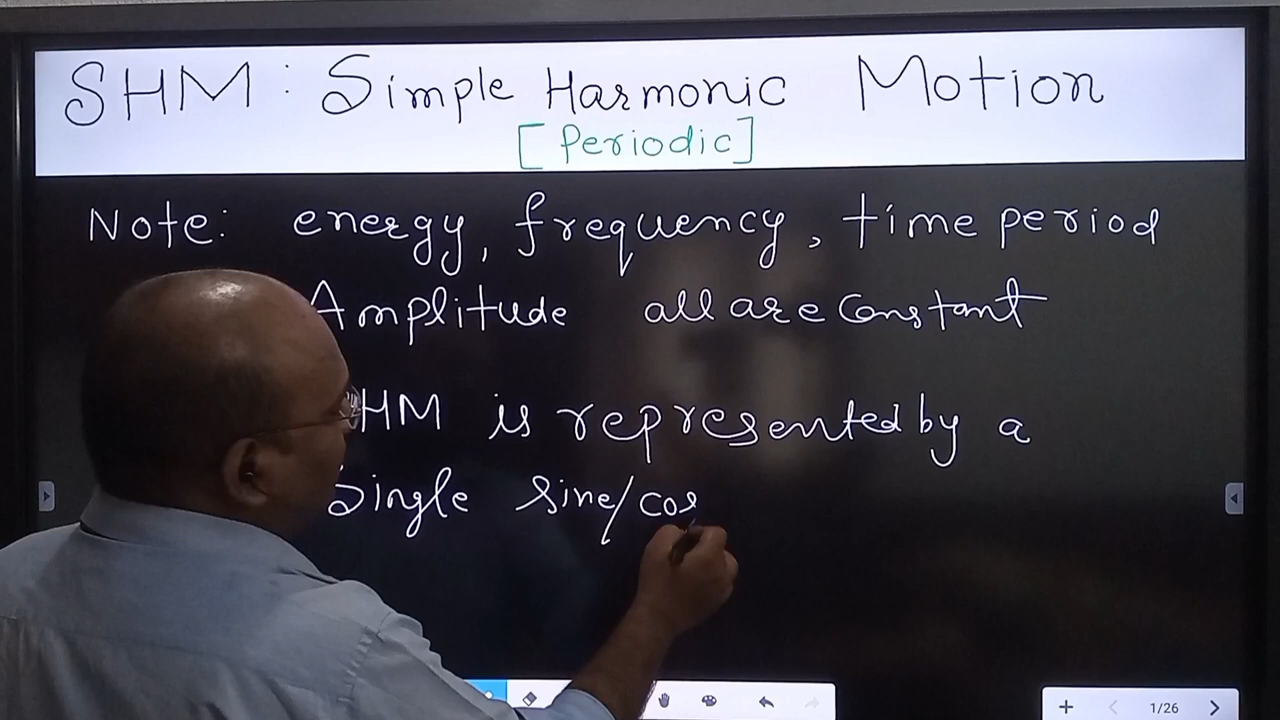 SHM : Simple Harmonic Motion
[Periodic]
Note: energy, frequency, time period
Amplitude all are constant
HM is represented by a
Single sine/cos
1/26